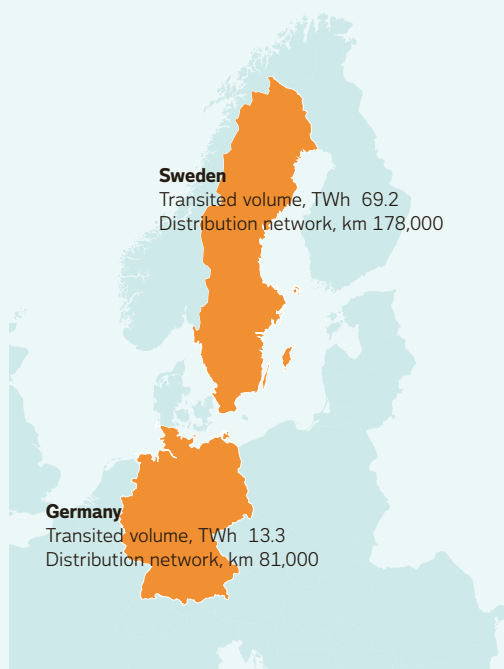 Sweden
Transited volume, TWh 69.2
Distribution network, km 178,000
Germany
Transited volume, TWh 13.3
Distribution network, km 81,000